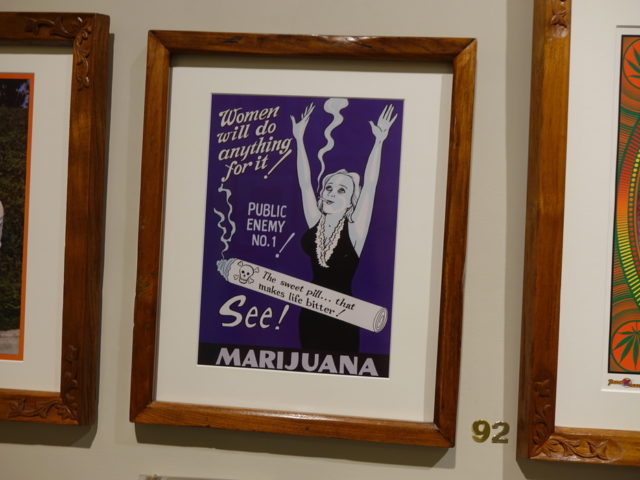 Women
will do
anything
for it!
PUBLIC
ENEMY
NO.1!
The sweet pill... that
makes life bitter!
See!
MARIJUANA
92